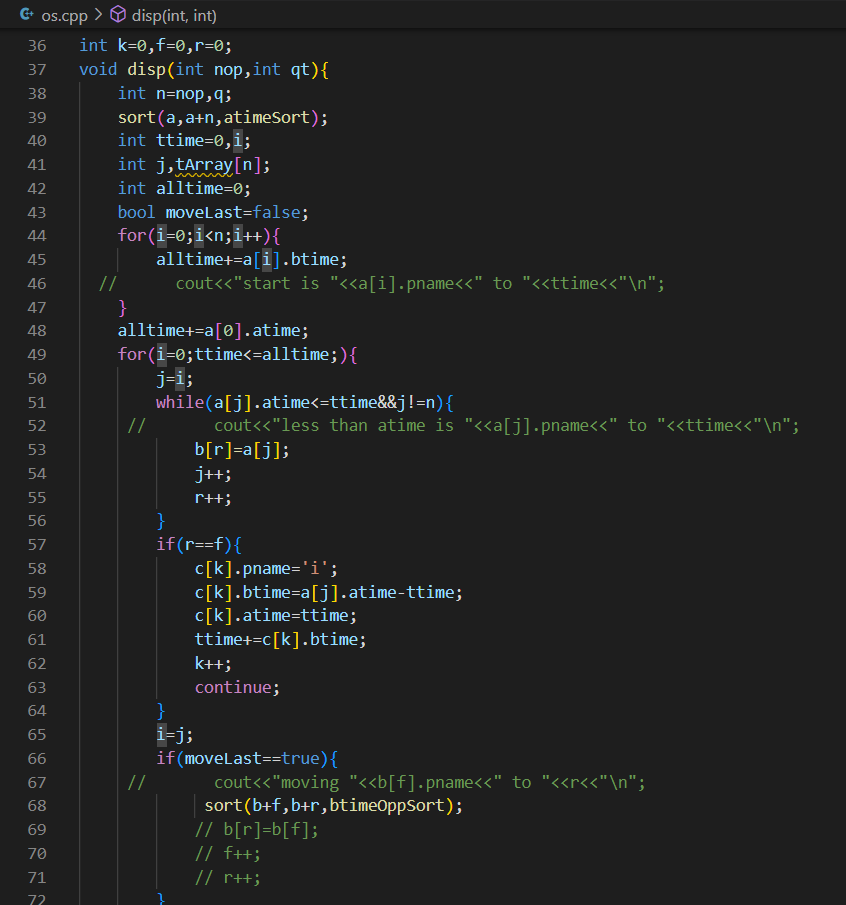 os.cpp > disp(int, int)
36 int k=0,f=0,r=0;
37 void disp(int nop,int qt){
38     int n=nop,q;
39     sort(a,a+n,atimeSort);
40     int ttime=0,i;
41     int j,tArray[n];
42     int alltime=0;
43     bool moveLast=false;
44     for(i=0;i<n;i++){
45         alltime+=a[i].btime;
46   //      cout<<"start is "<<a[i].pname<<" to "<<ttime<<"\n";
47     }
48     alltime+=a[0].atime;
49     for(i=0;ttime<=alltime;){
50         j=i;
51         while(a[j].atime<=ttime&&j!=n){
52      //       cout<<"less than atime is "<<a[j].pname<<" to "<<ttime<<"\n";
53             b[r]=a[j];
54             j++;
55             r++;
56         }
57         if(r==f){
58             c[k].pname='i';
59             c[k].btime=a[j].atime-ttime;
60             c[k].atime=ttime;
61             ttime+=c[k].btime;
62             k++;
63             continue;
64         }
65         i=j;
66         if(moveLast==true){
67      //       cout<<"moving "<<b[f].pname<<" to "<<r<<"\n";
68              sort(b+f,b+r,btimeOppSort);
69             // b[r]=b[f];
70             // f++;
71             // r++;
72         }